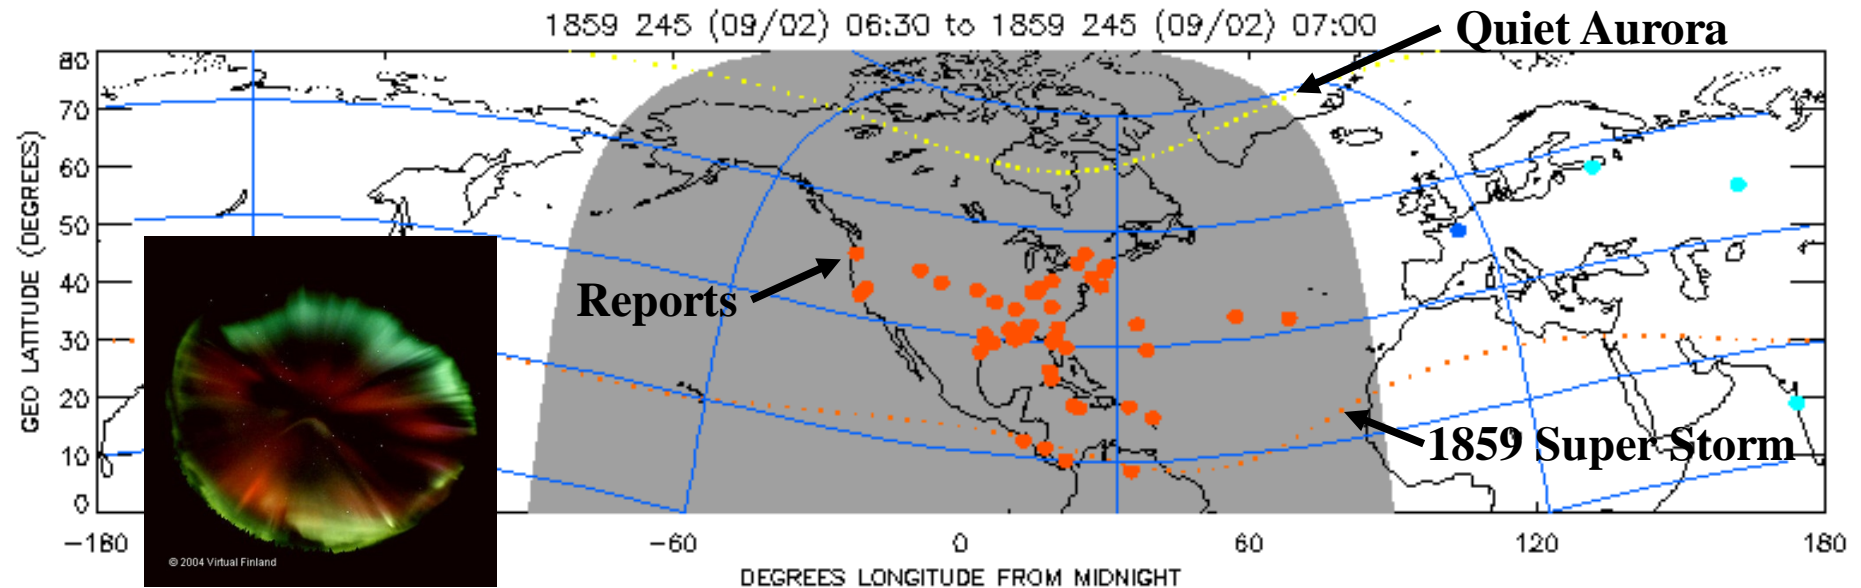 1859 245 (09/02) 06:30 to 1859 245 (09/02) 07:00
Quiet Aurora
80
70
60
50
40
30
20
10
0
GEO LATITUDE (DEGREES)
Reports
1859 Super Storm
© 2004 Virtual Finland
-180
-60
0
60
120
180
DEGREES LONGITUDE FROM MIDNIGHT